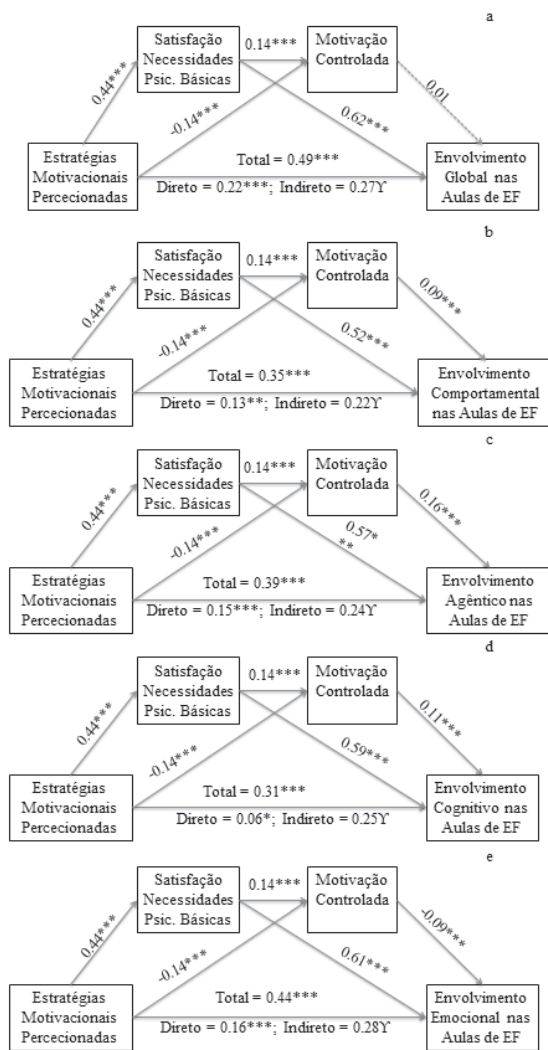 a
Satisfação
Necessidades
Psic. Básicas
0.14***
Motivação
Controlada
0.44***
-0.14***
0.62***
0.01
Estratégias
Motivacionais
Percecionadas
Total = 0.49***
Direto = 0.22***; Indireto = 0.27ϒ
Envolvimento
Global nas
Aulas de EF
b
Satisfação
Necessidades
Psic. Básicas
0.14***
Motivação
Controlada
0.44***
-0.14***
0.52***
0.09***
Estratégias
Motivacionais
Percecionadas
Total = 0.35***
Direto = 0.13**; Indireto = 0.22ϒ
Envolvimento
Comportamental
nas Aulas de EF
c
Satisfação
Necessidades
Psic. Básicas
0.14***
Motivação
Controlada
0.44***
-0.14***
0.57*
**
0.16***
Estratégias
Motivacionais
Percecionadas
Total = 0.39***
Direto = 0.15***; Indireto = 0.24ϒ
Envolvimento
Agêntico nas
Aulas de EF
d
Satisfação
Necessidades
Psic. Básicas
0.14***
Motivação
Controlada
0.44***
-0.14***
0.59***
0.11***
Estratégias
Motivacionais
Percecionadas
Total = 0.31***
Direto = 0.06*; Indireto = 0.25ϒ
Envolvimento
Cognitivo nas
Aulas de EF
e
Satisfação
Necessidades
Psic. Básicas
0.14***
Motivação
Controlada
0.44***
-0.14***
0.61***
-0.09***
Estratégias
Motivacionais
Percecionadas
Total = 0.44***
Direto = 0.16***; Indireto = 0.28ϒ
Envolvimento
Emocional nas
Aulas de EF